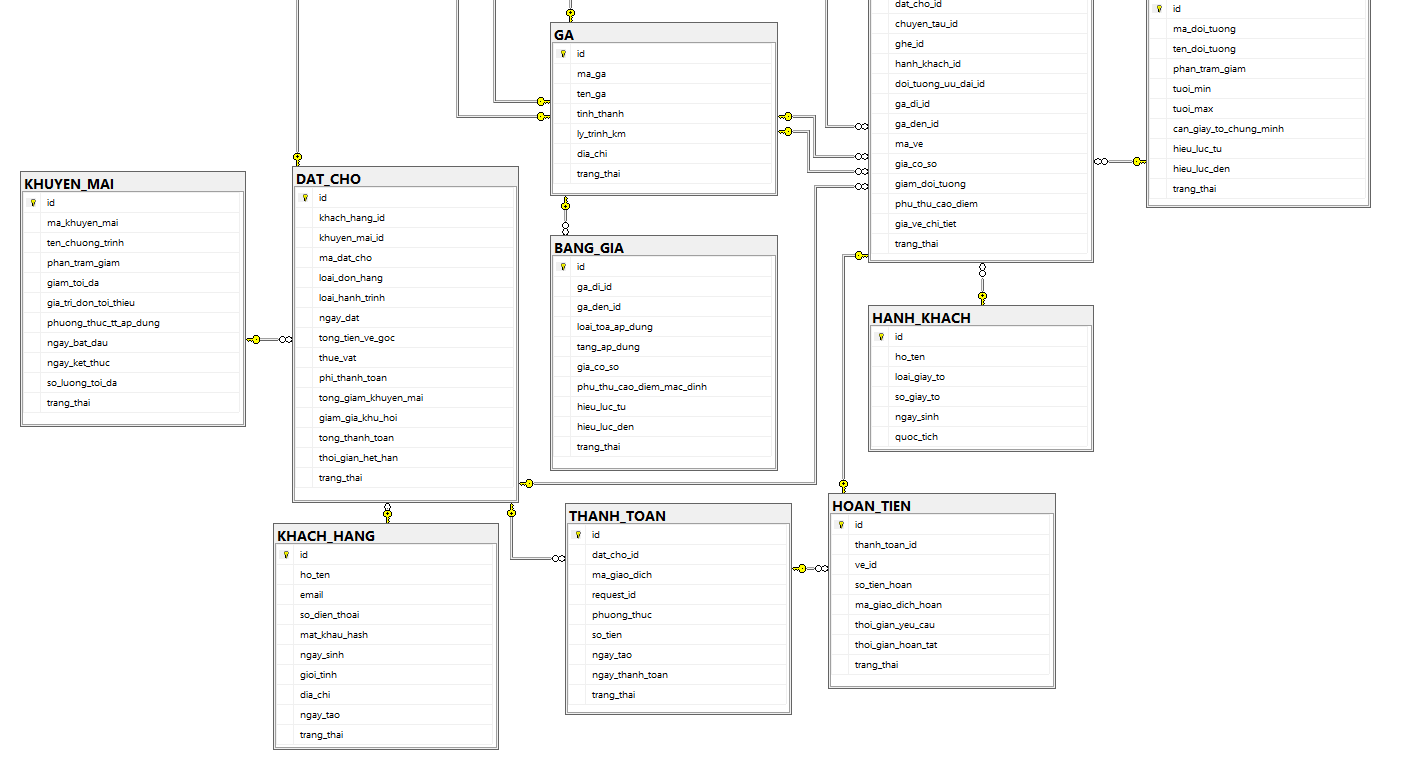 GA
id
ma_ga
ten_ga
tinh_thanh
ly_trinh_km
dia_chi
trang_thai
dat_cho_id
chuyen_tau_id
ghe_id
hanh_khach_id
doi_tuong_uu_dai_id
ga_di_id
ga_den_id
ma_ve
gia_co_so
giam_doi_tuong
phu_thu_cao_diem
gia_ve_chi_tiet
trang_thai
id
ma_doi_tuong
ten_doi_tuong
phan_tram_giam
tuoi_min
tuoi_max
can_giay_to_chung_minh
hieu_luc_tu
hieu_luc_den
trang_thai
KHUYEN_MAI
id
ma_khuyen_mai
ten_chuong_trinh
phan_tram_giam
giam_toi_da
gia_tri_don_toi_thieu
phuong_thuc_tt_ap_dung
ngay_bat_dau
ngay_ket_thuc
so_luong_toi_da
trang_thai
DAT_CHO
id
khach_hang_id
khuyen_mai_id
ma_dat_cho
loai_don_hang
loai_hanh_trinh
ngay_dat
tong_tien_ve_goc
thue_vat
phi_thanh_toan
tong_giam_khuyen_mai
giam_gia_khu_hoi
tong_thanh_toan
thoi_gian_het_han
trang_thai
BANG_GIA
id
ga_di_id
ga_den_id
loai_toa_ap_dung
tang_ap_dung
gia_co_so
phu_thu_cao_diem_mac_dinh
hieu_luc_tu
hieu_luc_den
trang_thai
HANH_KHACH
id
ho_ten
loai_giay_to
so_giay_to
ngay_sinh
quoc_tich
KHACH_HANG
id
ho_ten
email
so_dien_thoai
mat_khau_hash
ngay_sinh
gioi_tinh
dia_chi
ngay_tao
trang_thai
THANH_TOAN
id
dat_cho_id
ma_giao_dich
request_id
phuong_thuc
so_tien
ngay_tao
ngay_thanh_toan
trang_thai
HOAN_TIEN
id
thanh_toan_id
ve_id
so_tien_hoan
ma_giao_dich_hoan
thoi_gian_yeu_cau
thoi_gian_hoan_tat
trang_thai